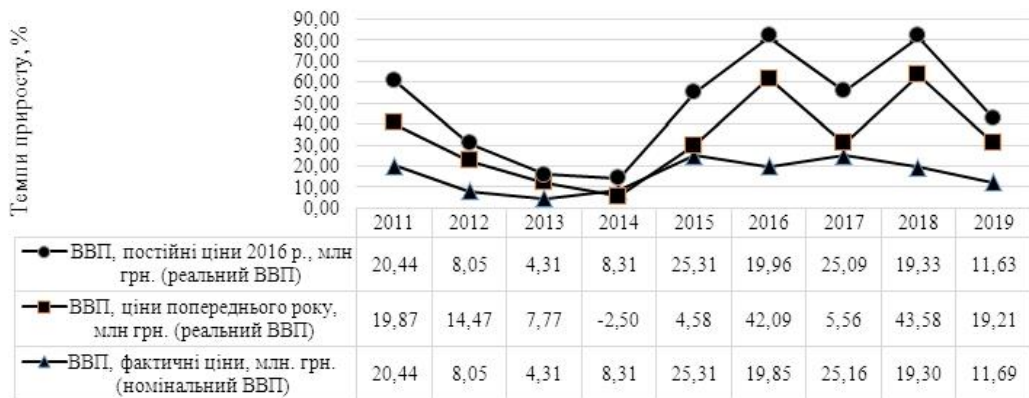 Темпи приросту, %
90,00
80,00
70,00
60,00
50,00
40,00
30,00
20,00
10,00
0,00
2011 2012 2013 2014 2015 2016 2017 2018 2019
ВВП, постійні ціни 2016 р., млн
грн. (реальний ВВП)
20,44 8,05 4,31 8,31 25,31 19,96 25,09 19,33 11,63
ВВП, ціни попереднього року,
млн грн. (реальний ВВП)
19,87 14,47 7,77 -2,50 4,58 42,09 5,56 43,58 19,21
ВВП, фактичні ціни, млн. грн.
(номінальний ВВП)
20,44 8,05 4,31 8,31 25,31 19,85 25,16 19,30 11,69